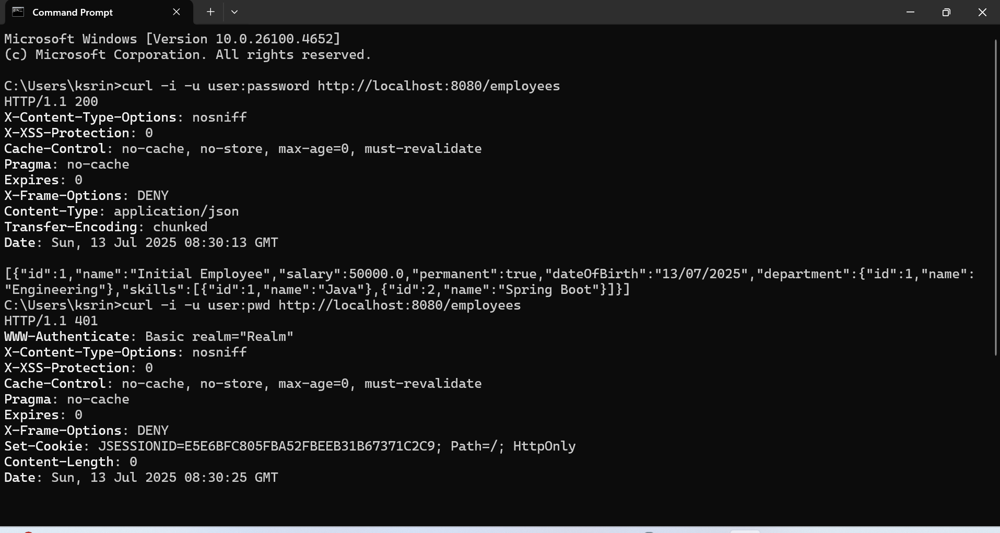 Command Prompt
Microsoft Windows [Version 10.0.26100.4652]
(c) Microsoft Corporation. All rights reserved.
C:\Users\ksrin>curl -i -u user:password http://localhost:8080/employees
HTTP/1.1 200
X-Content-Type-Options: nosniff
X-XSS-Protection: 0
Cache-Control: no-cache, no-store, max-age=0, must-revalidate
Pragma: no-cache
Expires: 0
X-Frame-Options: DENY
Content-Type: application/json
Transfer-Encoding: chunked
Date: Sun, 13 Jul 2025 08:30:13 GMT
[{"id":1,"name":"Initial Employee","salary":50000.0,"permanent":true,"dateOfBirth":"13/07/2025","department":{"id":1,"name":
"Engineering"},"skills":[{"id":1,"name":"Java"},{"id":2,"name":"Spring Boot"}]}]
C:\Users\ksrin>curl -i -u user:pwd http://localhost:8080/employees
HTTP/1.1 401
WWW-Authenticate: Basic realm="Realm"
X-Content-Type-Options: nosniff
X-XSS-Protection: 0
Cache-Control: no-cache, no-store, max-age=0, must-revalidate
Pragma: no-cache
Expires: 0
X-Frame-Options: DENY
Set-Cookie: JSESSIONID=E5E6BFC805FBA52FBEEB31B67371C2C9; Path=/; HttpOnly
Content-Length: 0
Date: Sun, 13 Jul 2025 08:30:25 GMT